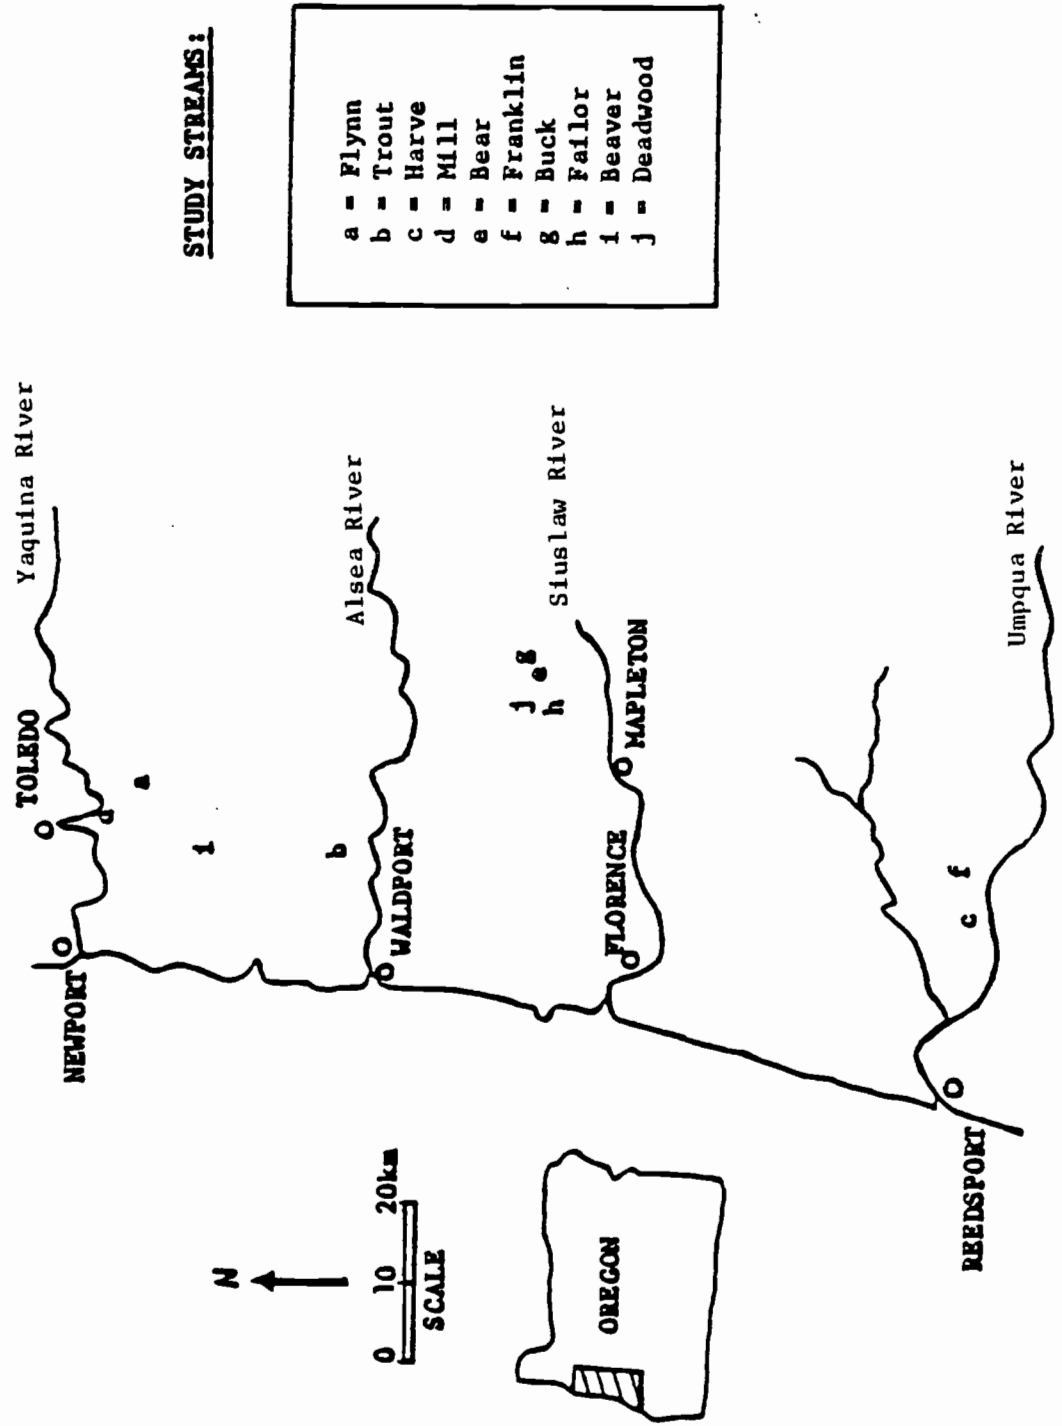 STUDY STREAMS:
a = Flynn
b = Trout
c = Harve
d = Mill
e = Bear
f = Franklin
g = Buck
h = Failor
i = Beaver
j = Deadwood
Yaquina River
TOLEDO
NEWPORT
d
a
i
b
Alsea River
WALDPORT
Siuslaw River
j
h
e
g
MAPLETON
FLORENCE
c
f
Umpqua River
REEDSPORT
N
0 10 20km
SCALE
OREGON